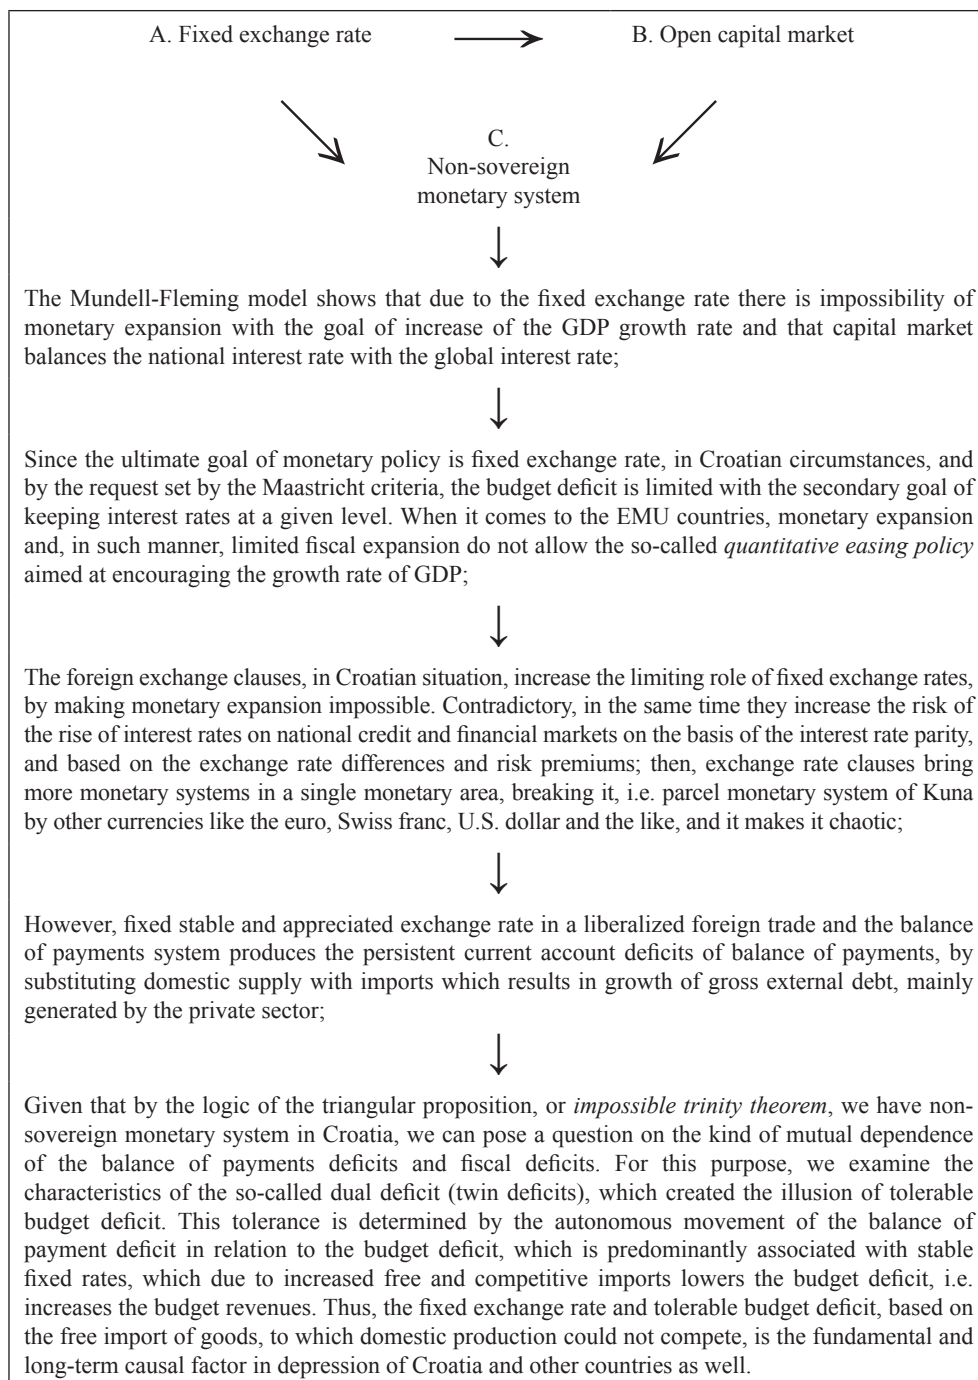 A. Fixed exchange rate B. Open capital market
C.
Non-sovereign
monetary system
The Mundell-Fleming model shows that due to the fixed exchange rate there is impossibility of
monetary expansion with the goal of increase of the GDP growth rate and that capital market
balances the national interest rate with the global interest rate;
Since the ultimate goal of monetary policy is fixed exchange rate, in Croatian circumstances, and
by the request set by the Maastricht criteria, the budget deficit is limited with the secondary goal of
keeping interest rates at a given level. When it comes to the EMU countries, monetary expansion
and, in such manner, limited fiscal expansion do not allow the so-called quantitative easing policy
aimed at encouraging the growth rate of GDP;
The foreign exchange clauses, in Croatian situation, increase the limiting role of fixed exchange rates,
by making monetary expansion impossible. Contradictory, in the same time they increase the risk of
the rise of interest rates on national credit and financial markets on the basis of the interest rate parity,
and based on the exchange rate differences and risk premiums; then, exchange rate clauses bring
more monetary systems in a single monetary area, breaking it, i.e. parcel monetary system of Kuna
by other currencies like the euro, Swiss franc, U.S. dollar and the like, and it makes it chaotic;
However, fixed stable and appreciated exchange rate in a liberalized foreign trade and the balance
of payments system produces the persistent current account deficits of balance of payments, by
substituting domestic supply with imports which results in growth of gross external debt, mainly
generated by the private sector;
Given that by the logic of the triangular proposition, or impossible trinity theorem, we have non-
sovereign monetary system in Croatia, we can pose a question on the kind of mutual dependence
of the balance of payments deficits and fiscal deficits. For this purpose, we examine the
characteristics of the so-called dual deficit (twin deficits), which created the illusion of tolerable
budget deficit. This tolerance is determined by the autonomous movement of the balance of
payment deficit in relation to the budget deficit, which is predominantly associated with stable
fixed rates, which due to increased free and competitive imports lowers the budget deficit, i.e.
increases the budget revenues. Thus, the fixed exchange rate and tolerable budget deficit, based on
the free import of goods, to which domestic production could not compete, is the fundamental and
long-term causal factor in depression of Croatia and other countries as well.